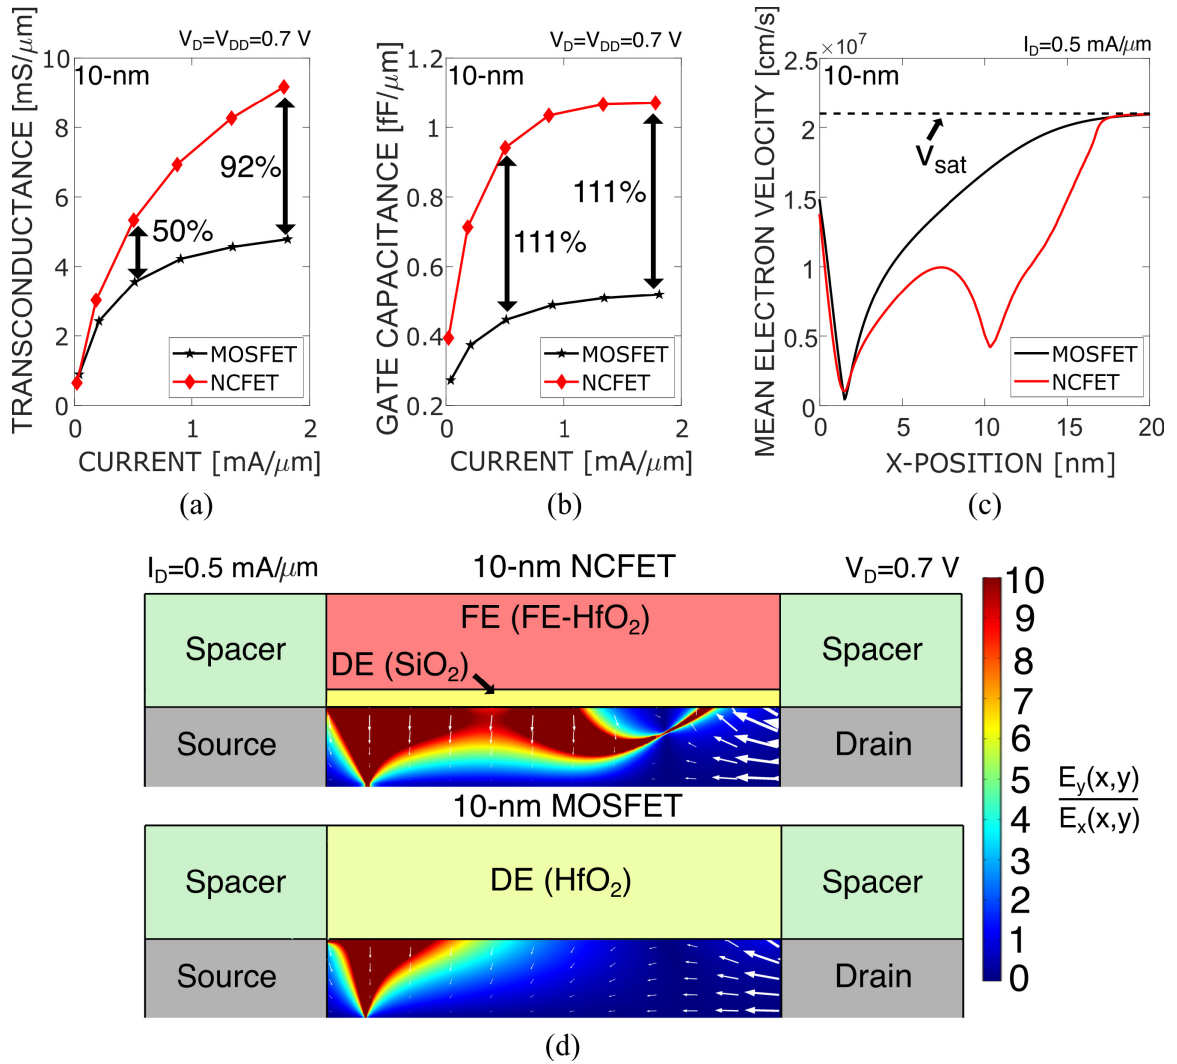 V_D=V_DD=0.7 V
10-nm
TRANSCONDUCTANCE [mS/μm]
10
8
6
4
2
0
92%
50%
MOSFET
NCFET
0
1
2
CURRENT [mA/μm]
(a)
V_D=V_DD=0.7 V
10-nm
GATE CAPACITANCE [fF/μm]
1.2
1
0.8
0.6
0.4
0.2
111%
111%
MOSFET
NCFET
0
1
2
CURRENT [mA/μm]
(b)
×10⁷
I_D=0.5 mA/μm
10-nm
MEAN ELECTRON VELOCITY [cm/s]
2.5
2
1.5
1
0.5
0
V_sat
MOSFET
NCFET
0
5
10
15
20
X-POSITION [nm]
(c)
I_D=0.5 mA/μm
10-nm NCFET
V_D=0.7 V
Spacer
FE (FE-HfO₂)
DE (SiO₂)
Spacer
Source
Drain
10-nm MOSFET
Spacer
DE (HfO₂)
Spacer
Source
Drain
10
9
8
7
6
5
4
3
2
1
0
E_y(x,y)
E_x(x,y)
(d)